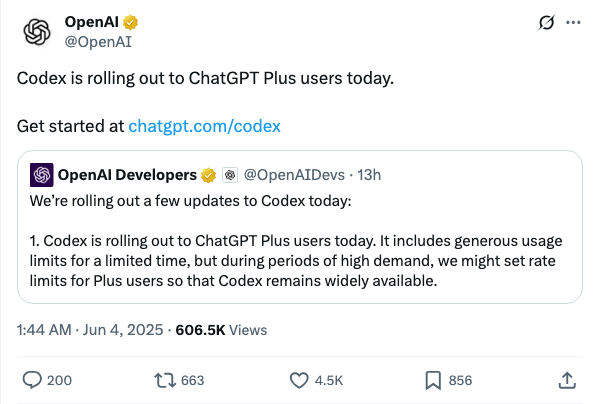 OpenAI
@OpenAI
Codex is rolling out to ChatGPT Plus users today.
Get started at chatgpt.com/codex
OpenAI Developers @OpenAIDevs · 13h
We’re rolling out a few updates to Codex today:
1. Codex is rolling out to ChatGPT Plus users today. It includes generous usage
limits for a limited time, but during periods of high demand, we might set rate
limits for Plus users so that Codex remains widely available.
1:44 AM · Jun 4, 2025 · 606.5K Views
200 663 4.5K 856